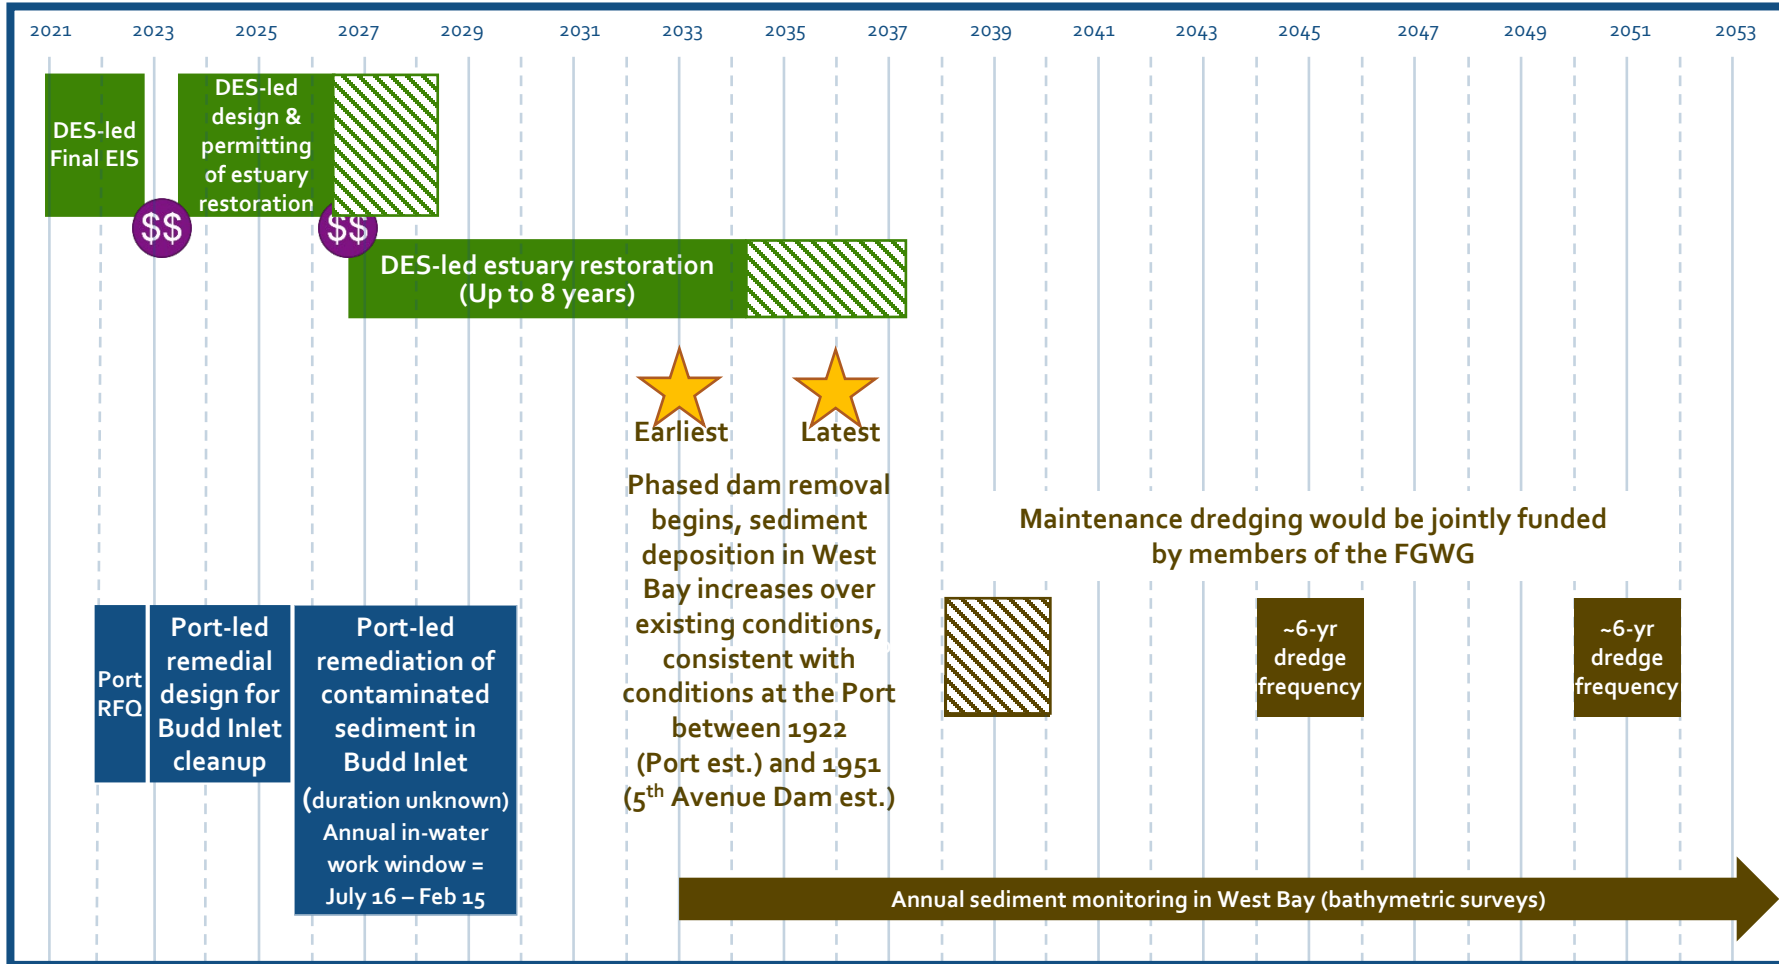 2021 2023 2025 2027 2029 2031 2033 2035 2037 2039 2041 2043 2045 2047 2049 2051 2053
DES-led
Final EIS
DES-led
design &
permitting
of estuary
restoration
$$
$$
DES-led estuary restoration
(Up to 8 years)
Earliest
Latest
Phased dam removal
begins, sediment
deposition in West
Bay increases over
existing conditions,
consistent with
conditions at the Port
between 1922
(Port est.) and 1951
(5th Avenue Dam est.)
Maintenance dredging would be jointly funded
by members of the FGWG
Port
RFQ
Port-led
remedial
design for
Budd Inlet
cleanup
Port-led
remediation of
contaminated
sediment in
Budd Inlet
(duration unknown)
Annual in-water
work window =
July 16 – Feb 15
~6-yr
dredge
frequency
~6-yr
dredge
frequency
Annual sediment monitoring in West Bay (bathymetric surveys)